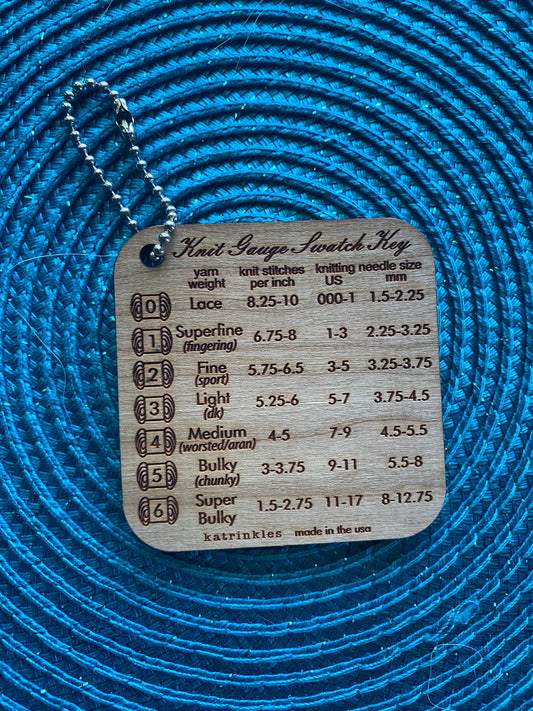 Knit Gauge Swatch Key
yarn weight knit stitches per inch knitting needle size US mm
0 Lace 8.25-10 000-1 1.5-2.25
1 Superfine (fingering) 6.75-8 1-3 2.25-3.25
2 Fine (sport) 5.75-6.5 3-5 3.25-3.75
3 Light (dk) 5.25-6 5-7 3.75-4.5
4 Medium (worsted/aran) 4-5 7-9 4.5-5.5
5 Bulky (chunky) 3-3.75 9-11 5.5-8
6 Super Bulky 1.5-2.75 11-17 8-12.75
katrinkles made in the usa